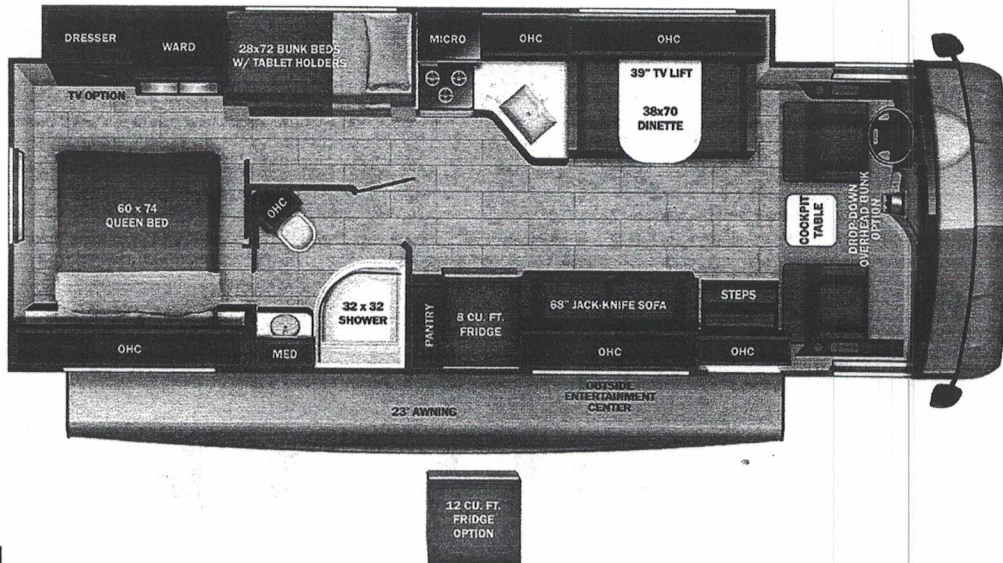 DRESSER
WARD
28x72 BUNK BEDS
W/ TABLET HOLDERS
MICRO
OHC
OHC
TV OPTION
39" TV LIFT
38x70
DINETTE
60 x 74
QUEEN BED
OHC
COCKPIT
TABLE
DROP-DOWN
OVERHEAD BUNK
OPTION
32 x 32
SHOWER
PANTRY
8 CU. FT.
FRIDGE
68" JACK-KNIFE SOFA
STEPS
OHC
MED
OHC
OHC
23' AWNING
OUTSIDE
ENTERTAINMENT
CENTER
12 CU. FT.
FRIDGE
OPTION